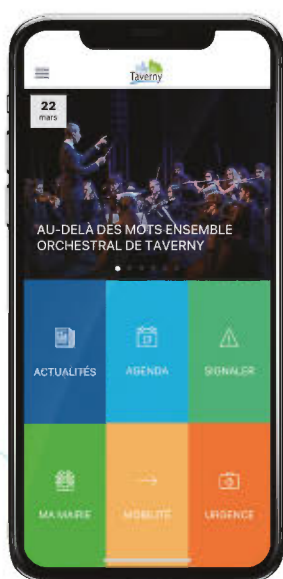 Taverny
22
mars
AU-DELÀ DES MOTS ENSEMBLE
ORCHESTRAL DE TAVERNY
ACTUALITÉS
AGENDA
SIGNALER
MA MAIRIE
MOBILITÉ
URGENCE